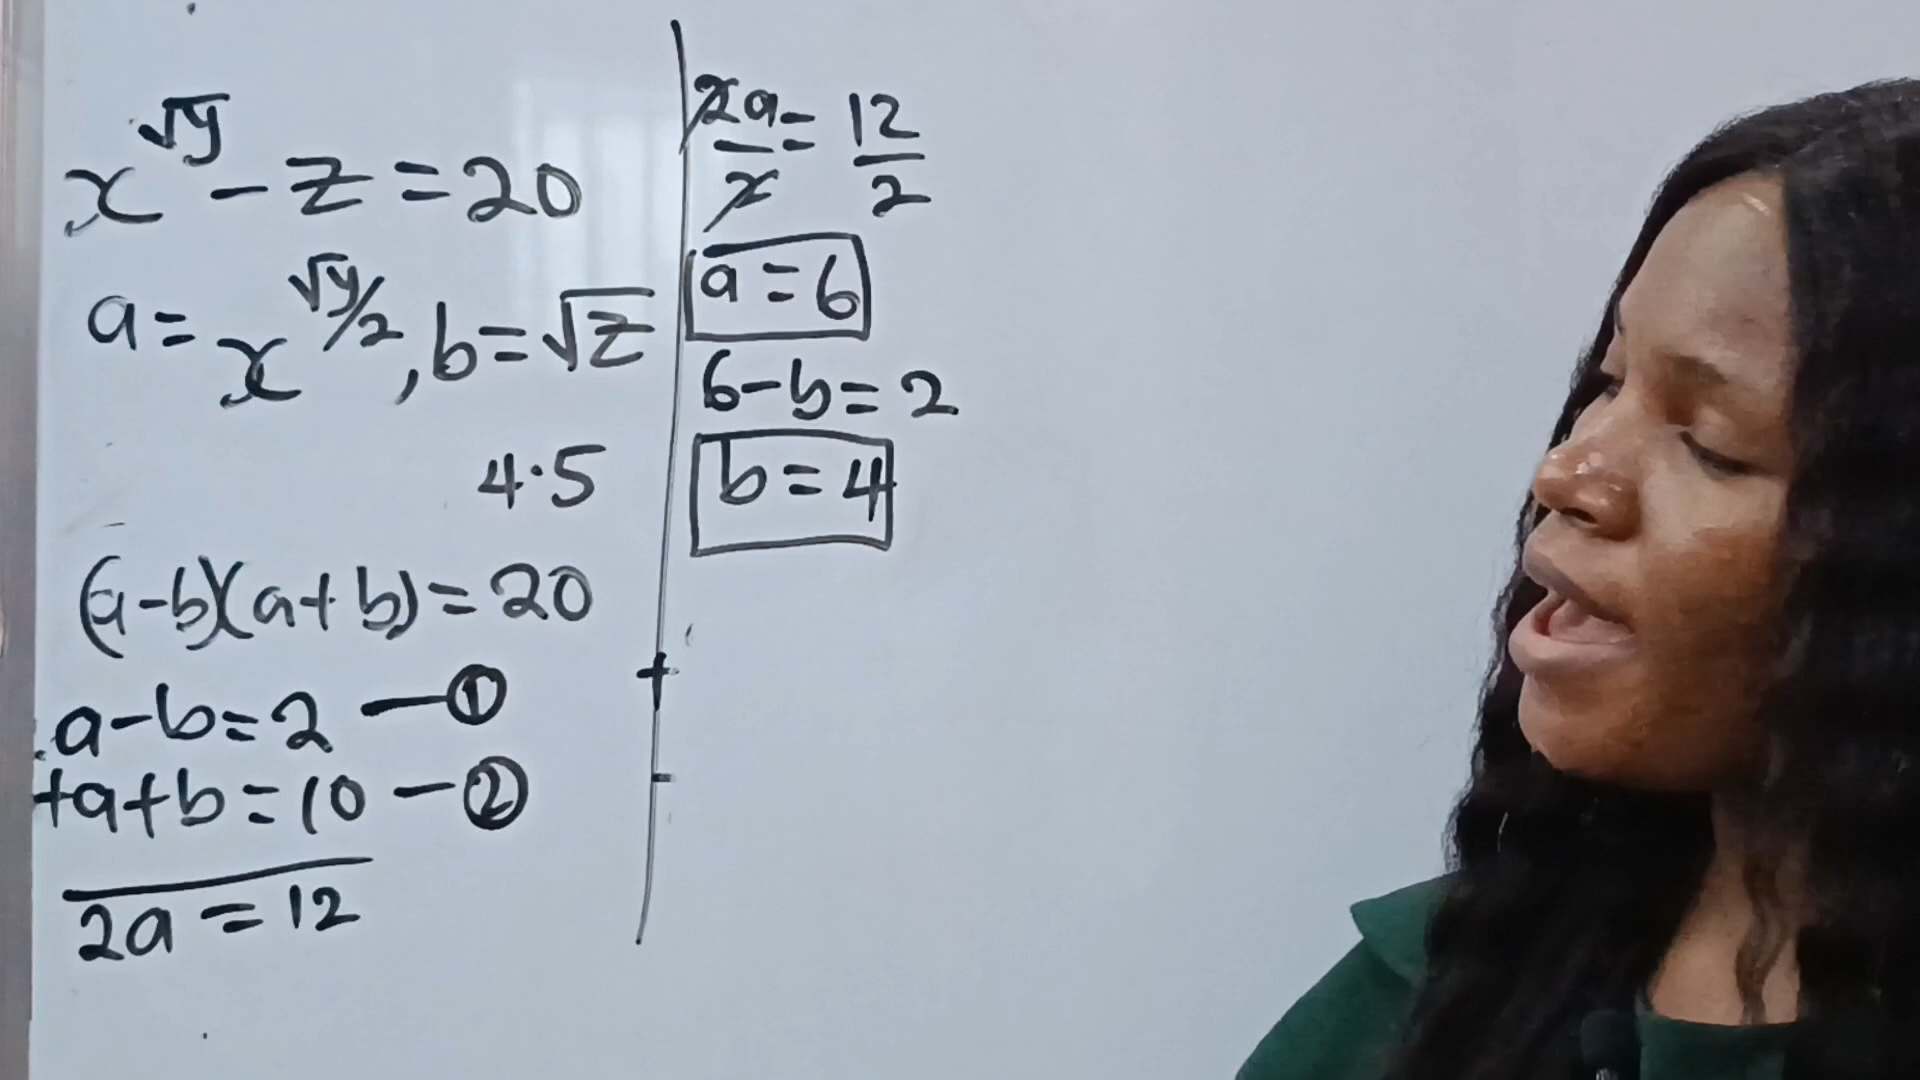 x^√y - z = 20
a = x^√y/2, b = √z
4·5
(a-b)(a+b) = 20
a-b=2 —①
+a+b=10 —②
2a = 12
2a/2 = 12/2
a = 6
6-b=2
b = 4